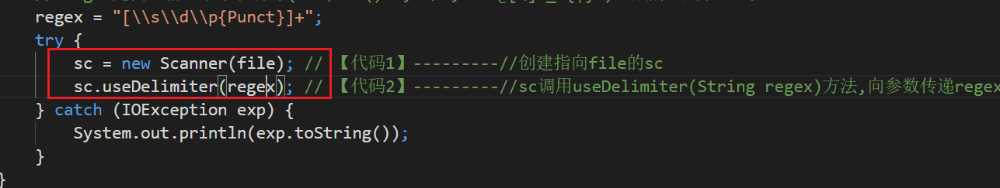 regex = "[\\s\\d\\p{Punct}]+";
try {
sc = new Scanner(file); // 【代码1】---------//创建指向file的sc
sc.useDelimiter(regex); // 【代码2】---------//sc调用useDelimiter(String regex)方法,向参数传递regex
} catch (IOException exp) {
System.out.println(exp.toString());
}
}